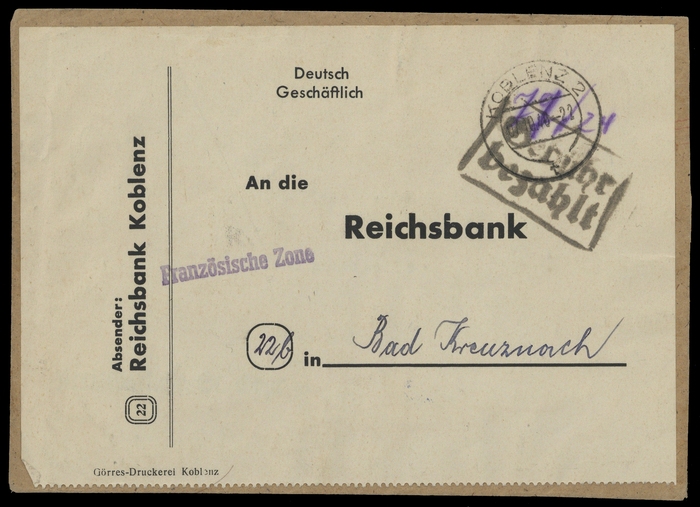 Deutsch
Geschäftlich
KOBLENZ 2
Gebühr
bezahlt
An die
Reichsbank
Französische Zone
22b in Bad Kreuznach
Absender:
Reichsbank Koblenz
22
Görres-Druckerei Koblenz